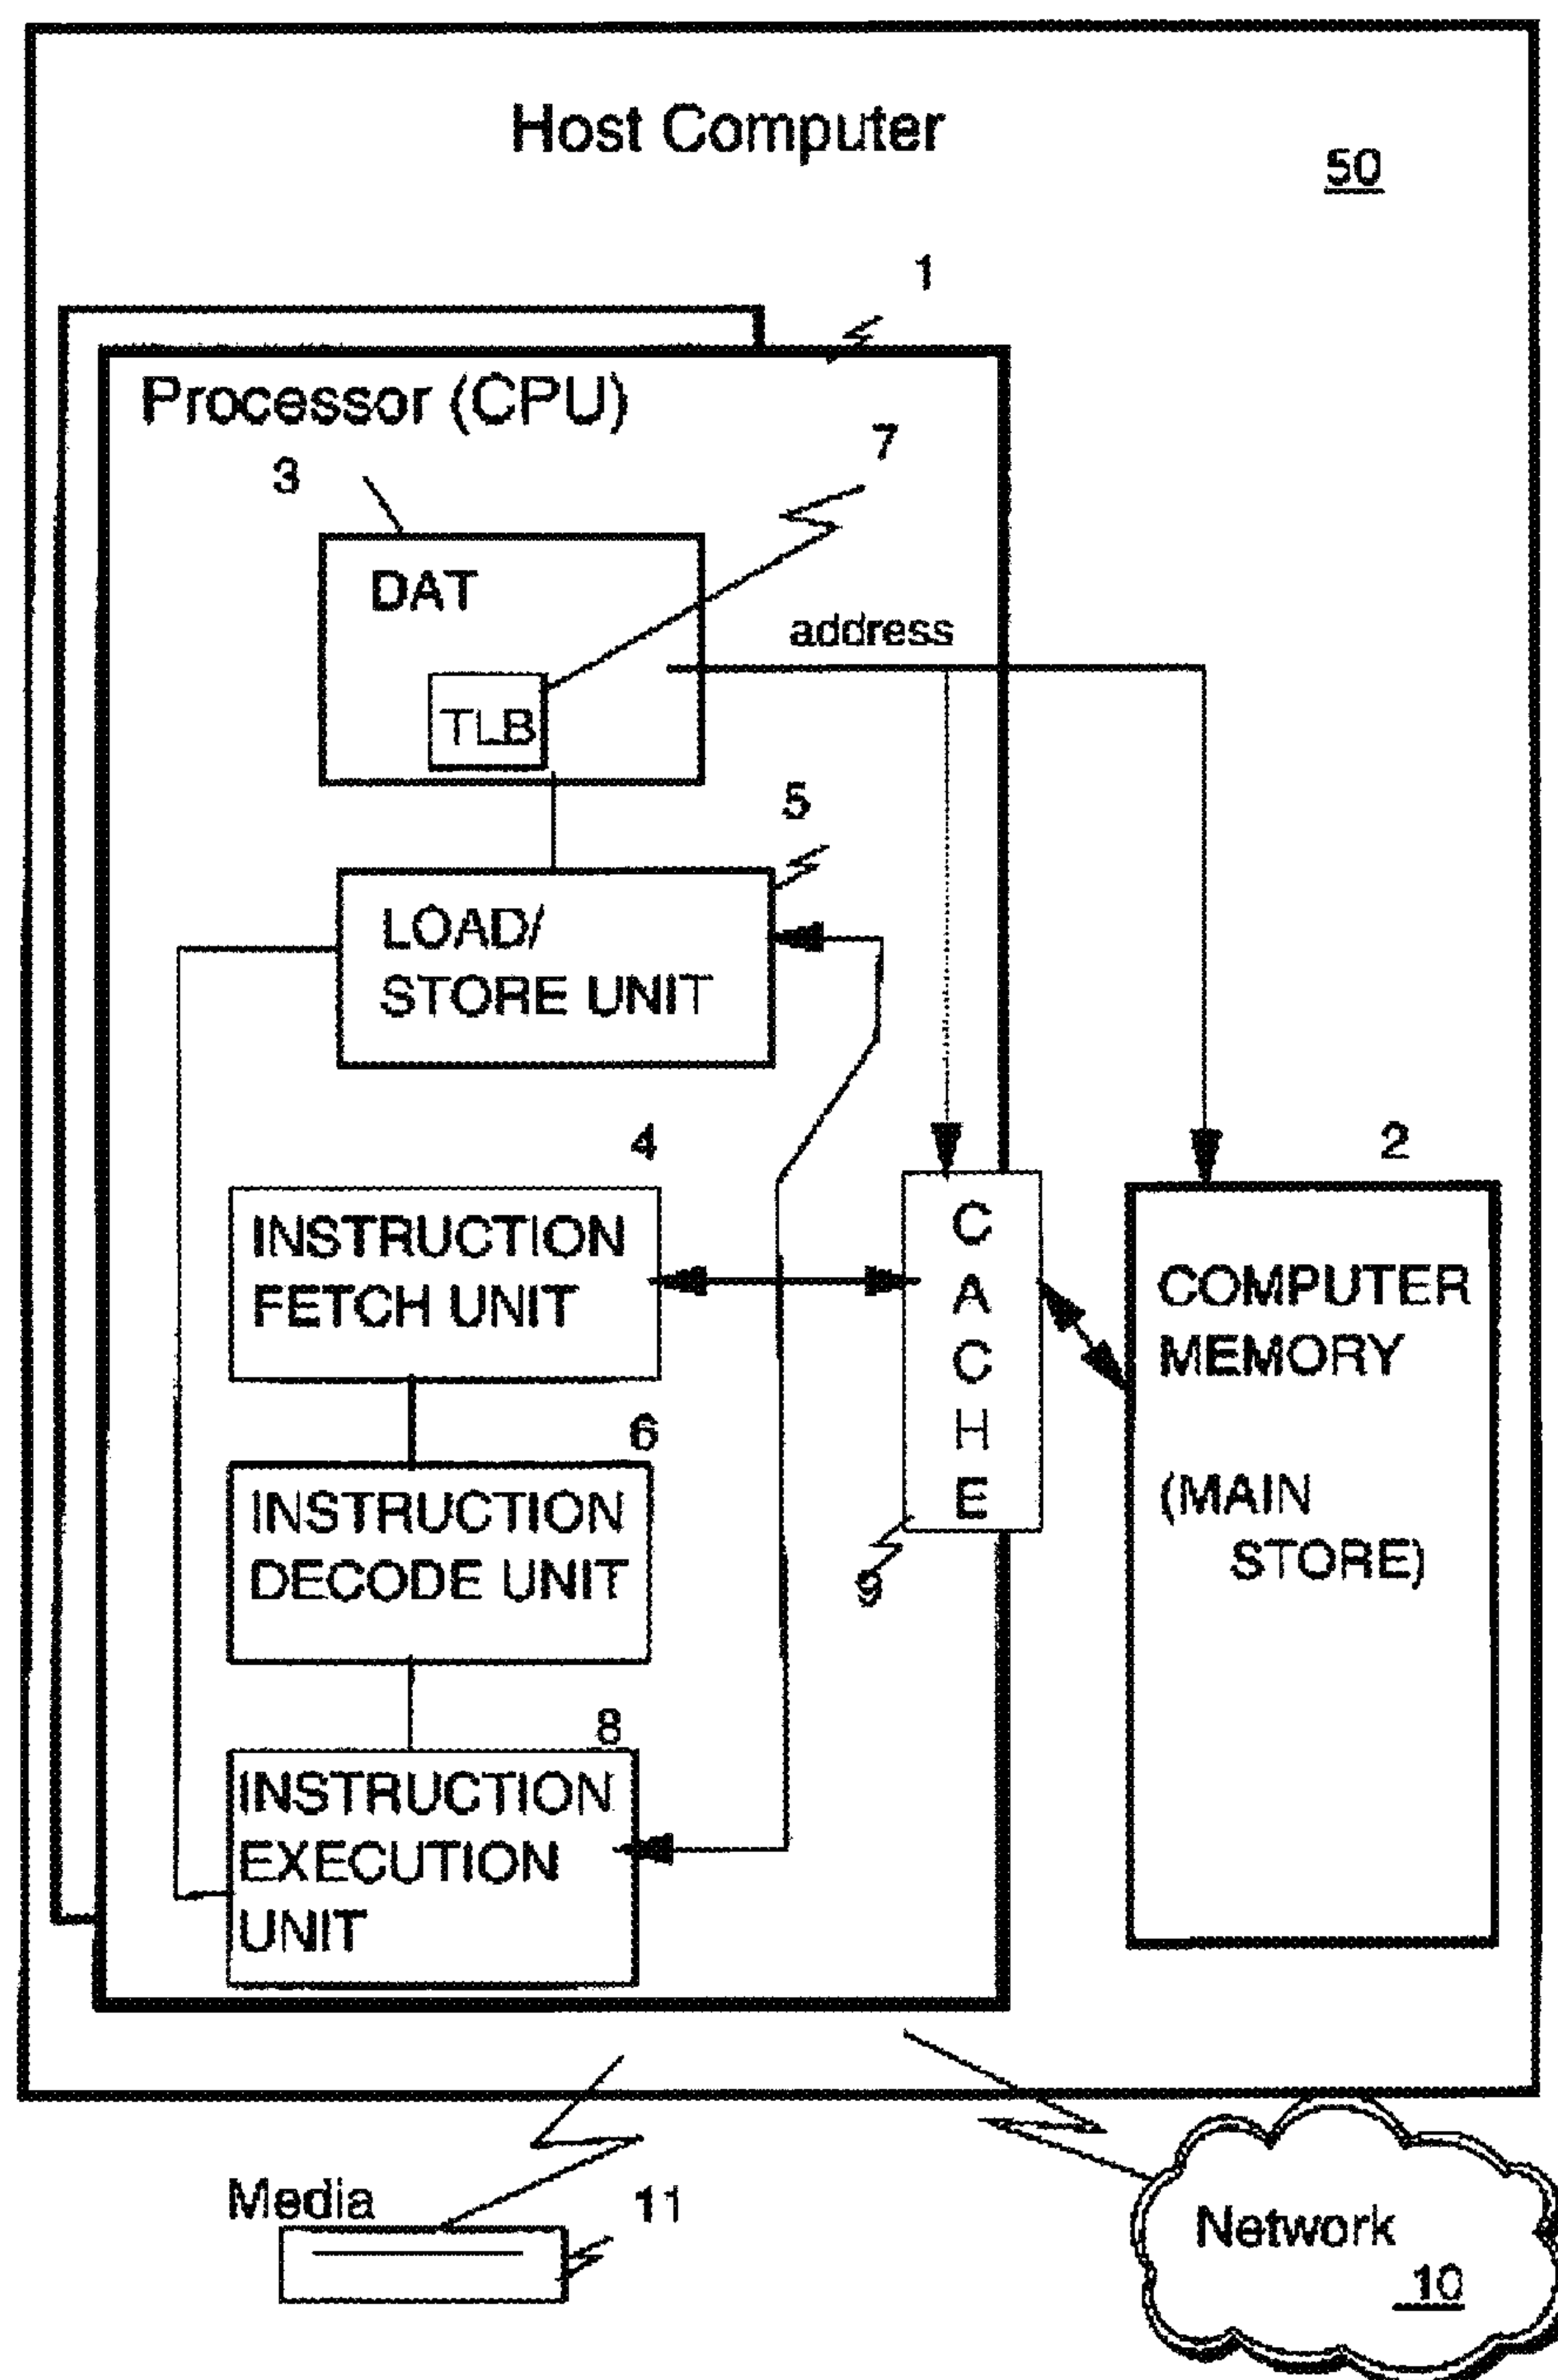 Host Computer
50
1
Processor (CPU)
3
7
DAT
address
TLB
5
LOAD/
STORE UNIT
4
2
INSTRUCTION
FETCH UNIT
CACHE
COMPUTER
MEMORY
(MAIN
STORE)
6
INSTRUCTION
DECODE UNIT
9
8
INSTRUCTION
EXECUTION
UNIT
Media
11
Network
10